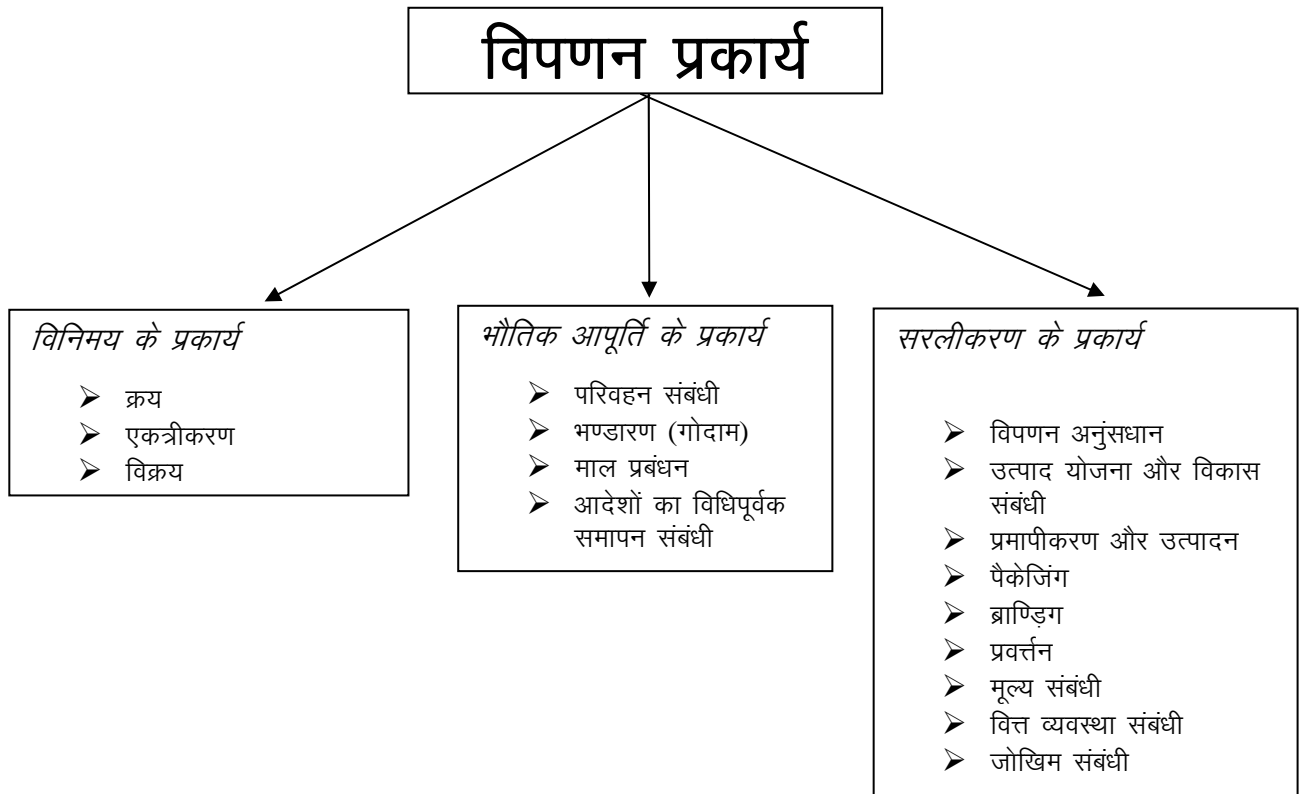 विपणन प्रकार्य
विनिमय के प्रकार्य
➢ क्रय
➢ एकत्रीकरण
➢ विक्रय
भौतिक आपूर्ति के प्रकार्य
➢ परिवहन संबंधी
➢ भण्डारण (गोदाम)
➢ माल प्रबंधन
➢ आदेशों का विधिपूर्वक
समापन संबंधी
सरलीकरण के प्रकार्य
➢ विपणन अनुंसधान
➢ उत्पाद योजना और विकास
संबंधी
➢ प्रमापीकरण और उत्पादन
➢ पैकेजिंग
➢ ब्राण्ड़िग
➢ प्रवर्त्तन
➢ मूल्य संबंधी
➢ वित्त व्यवस्था संबंधी
➢ जोखिम संबंधी